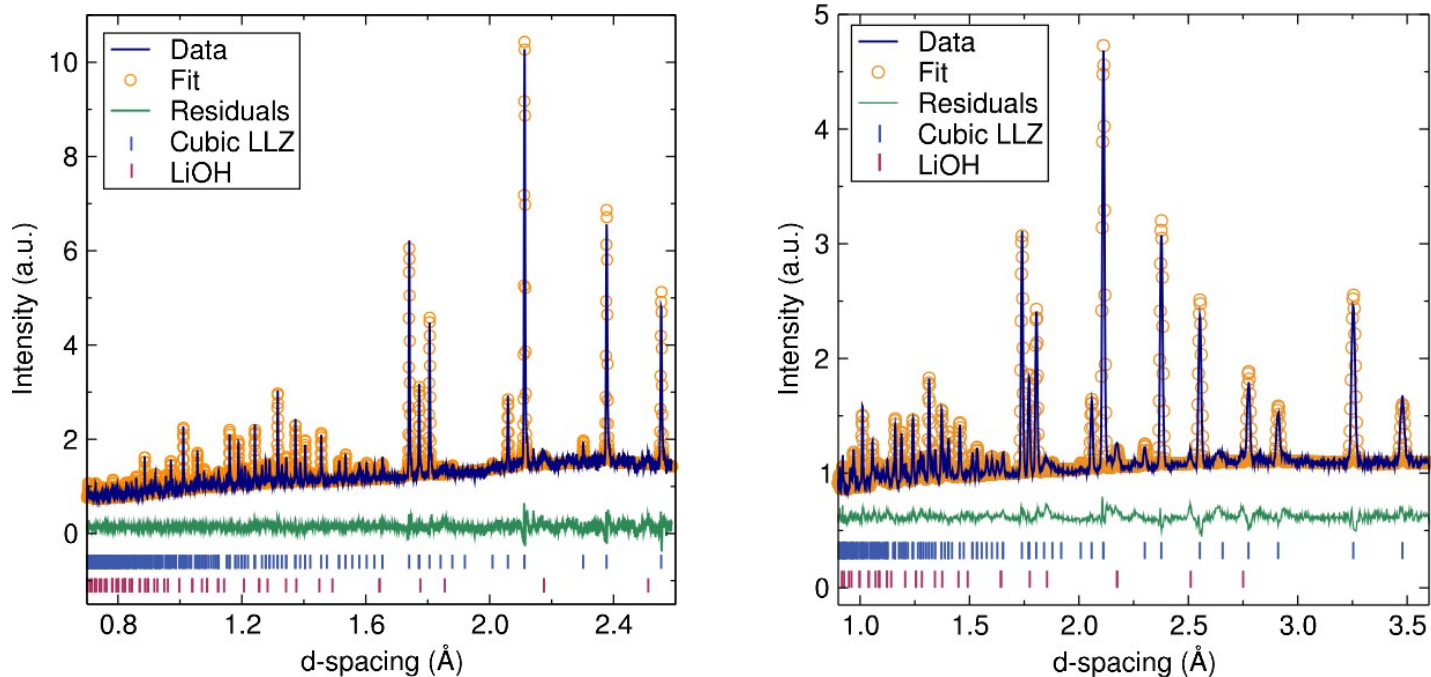 10
8
6
4
2
0
Intensity (a.u.)
Data
Fit
Residuals
Cubic LLZ
LiOH
0.8
1.2
1.6
2.0
2.4
d-spacing (Å)
5
4
3
2
1
0
Intensity (a.u.)
Data
Fit
Residuals
Cubic LLZ
LiOH
1.0
1.5
2.0
2.5
3.0
3.5
d-spacing (Å)